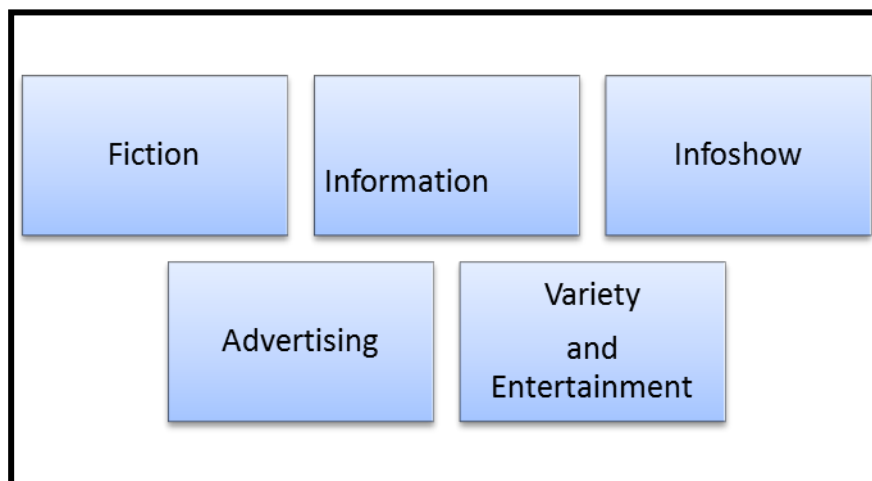 Fiction
Information
Infoshow
Advertising
Variety
and
Entertainment